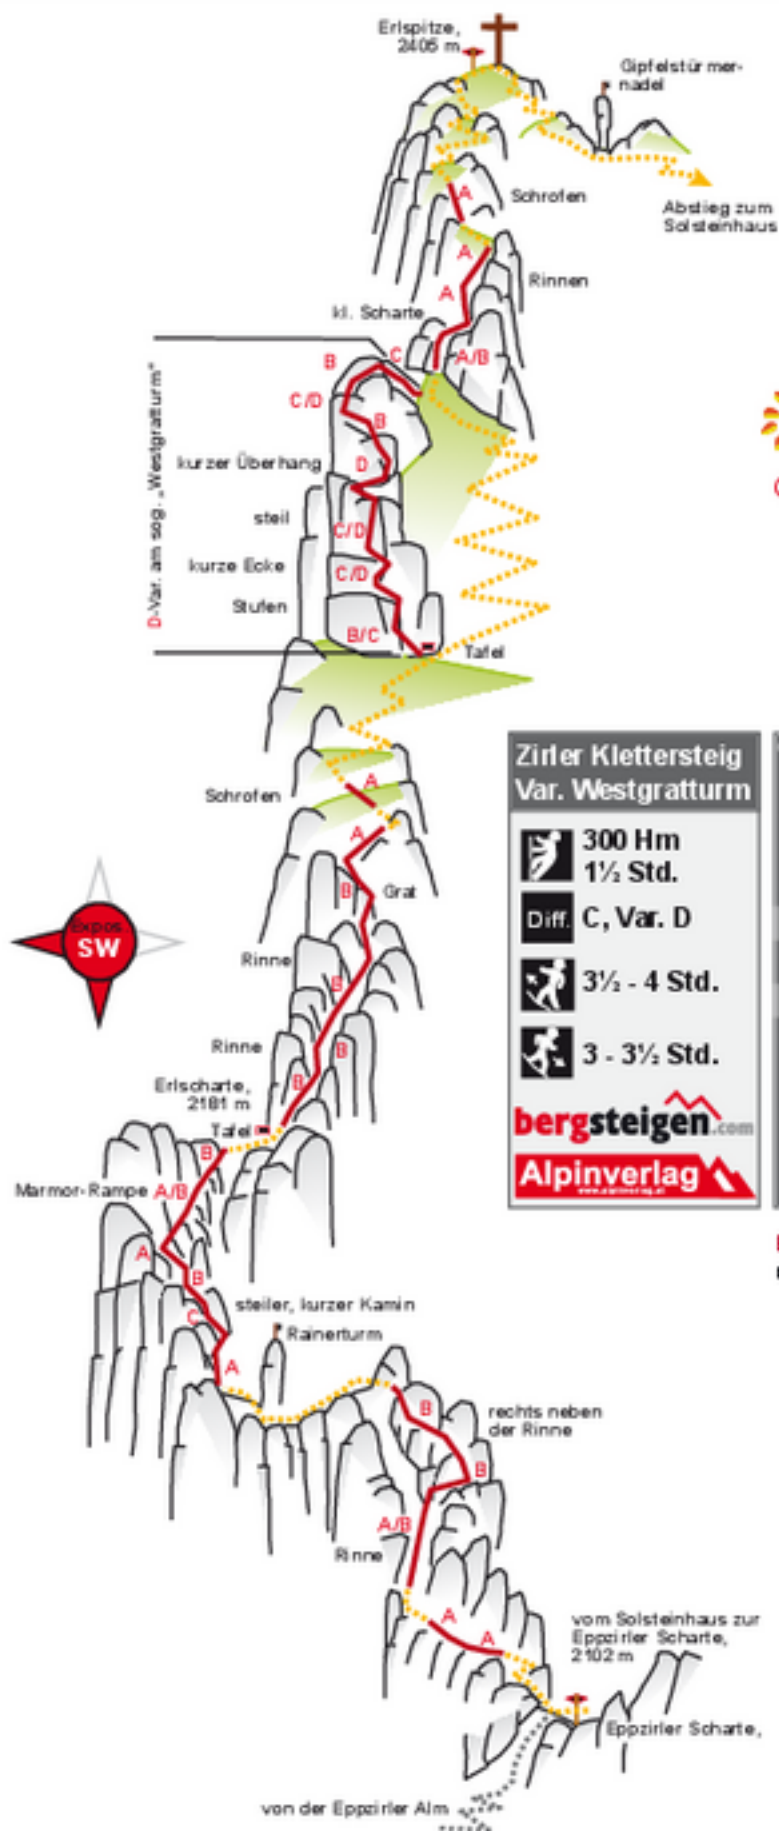 Erlspitze,
2405 m
Gipfelstürmer-
nadel
A
Schrofen
Abstieg zum
Solsteinhaus
A
Rinnen
A
kl. Scharte
A/B
D-Var. am sog. „Westgratturm"
B
C
C/D
B
kurzer Überhang
D
steil
C/D
kurze Ecke
C/D
Stufen
B/C
Tafel
Schrofen
A
A
B
Grat
Zirler Klettersteig
Var. Westgratturm
300 Hm
1½ Std.
Diff. C, Var. D
3½ - 4 Std.
3 - 3½ Std.
bergsteigen.com
Alpinverlag
www.alpinverlag.at
Expos.
SW
Rinne
B
Rinne
B
B
Erlscharte,
2181 m
Tafel
B
Marmor-Rampe
A/B
A
B
C
steiler, kurzer Kamin
Rainerturm
A
B
rechts neben
der Rinne
B
A/B
Rinne
A
A
vom Solsteinhaus zur
Eppzirler Scharte,
2102 m
Eppzirler Scharte,
von der Eppzirler Alm